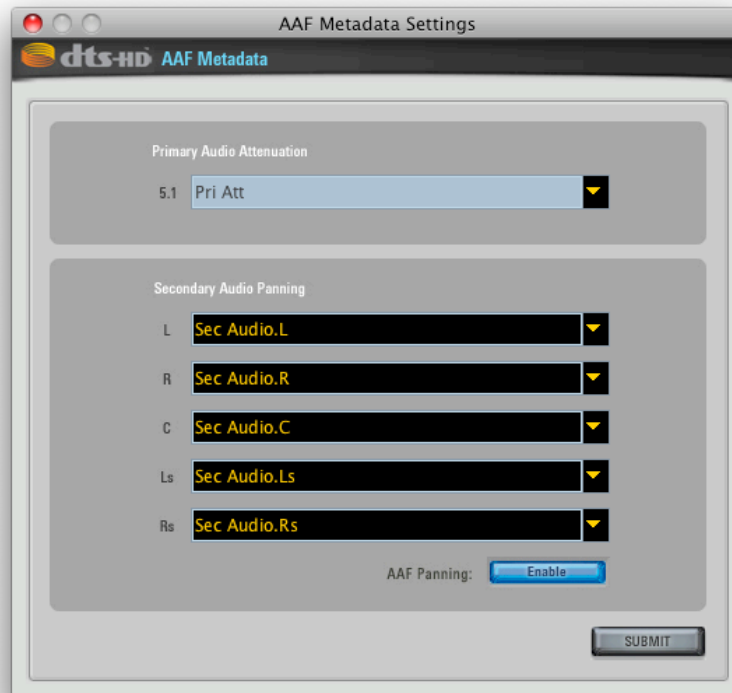 AAF Metadata Settings
dts-HD AAF Metadata
Primary Audio Attenuation
5.1 Pri Att
Secondary Audio Panning
L Sec Audio.L
R Sec Audio.R
C Sec Audio.C
Ls Sec Audio.Ls
Rs Sec Audio.Rs
AAF Panning: Enable
SUBMIT